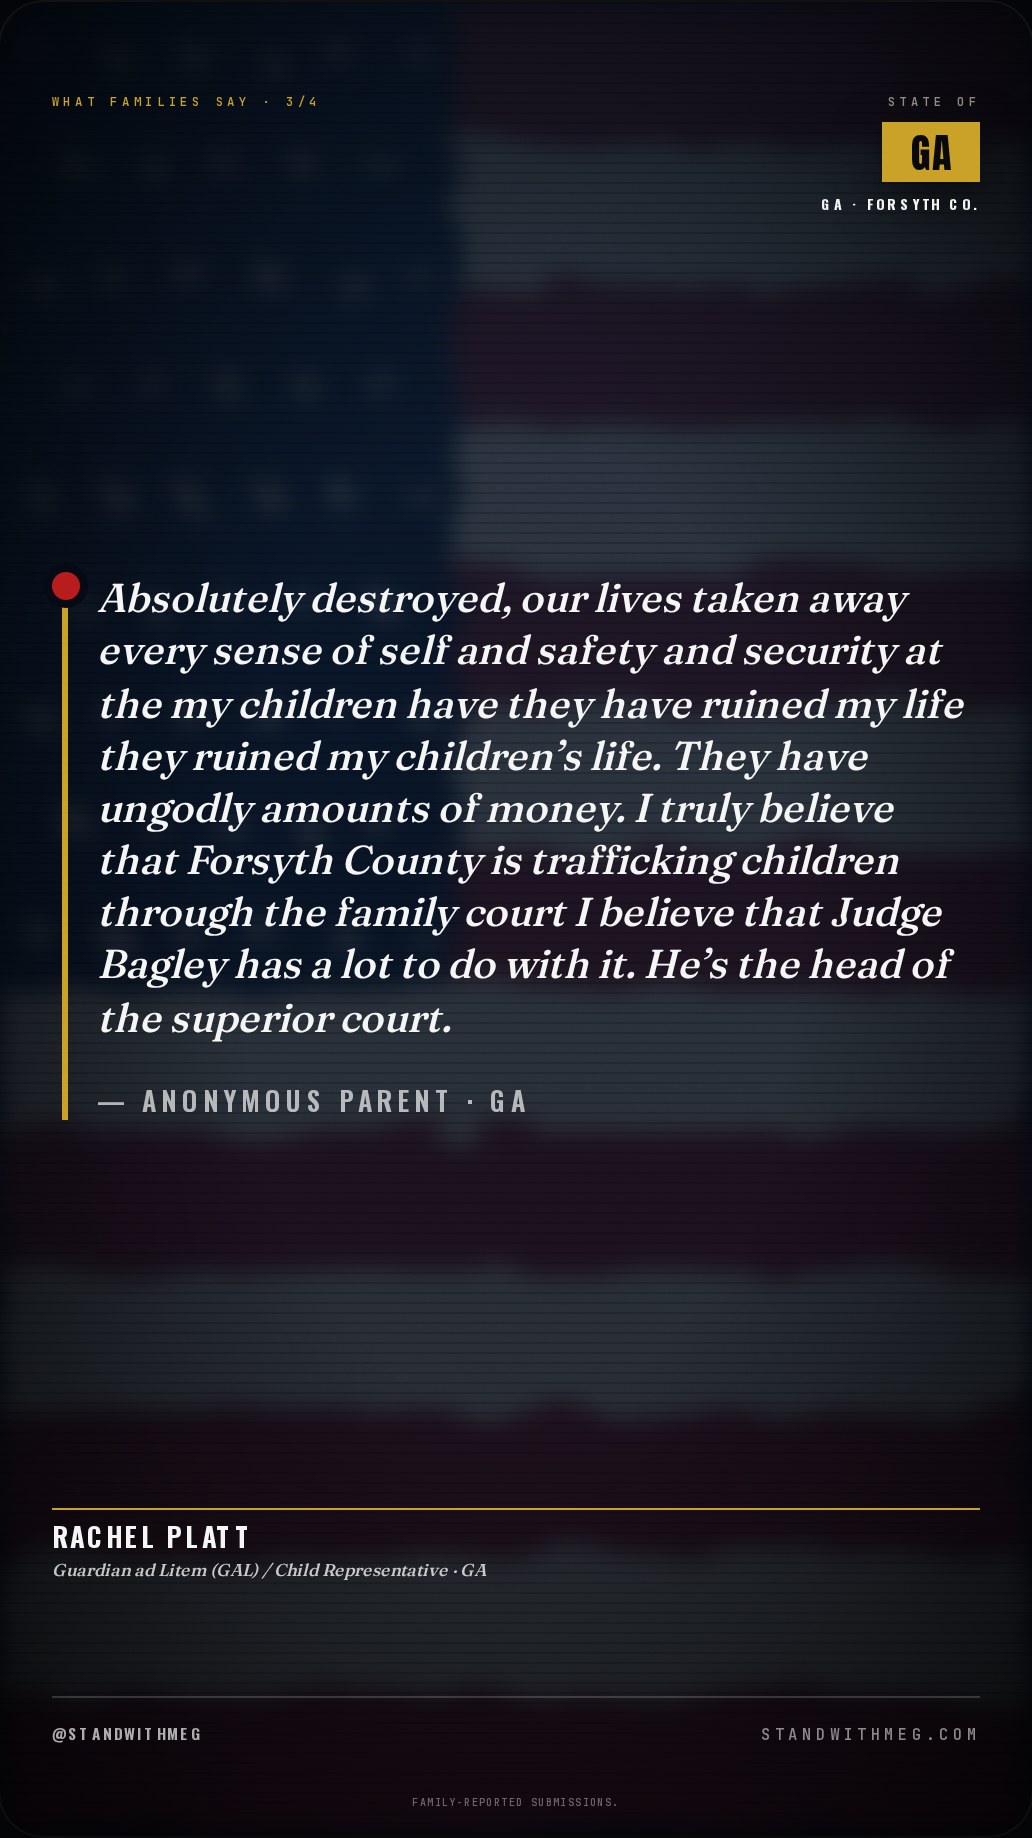 WHAT FAMILIES SAY · 3/4
STATE OF
GA
GA · FORSYTH CO.
Absolutely destroyed, our lives taken away
every sense of self and safety and security at
the my children have they have ruined my life
they ruined my children’s life. They have
ungodly amounts of money. I truly believe
that Forsyth County is trafficking children
through the family court I believe that Judge
Bagley has a lot to do with it. He’s the head of
the superior court.
— ANONYMOUS PARENT · GA
RACHEL PLATT
Guardian ad Litem (GAL) / Child Representative · GA
@STANDWITHMEG
STANDWITHMEG.COM
FAMILY-REPORTED SUBMISSIONS.